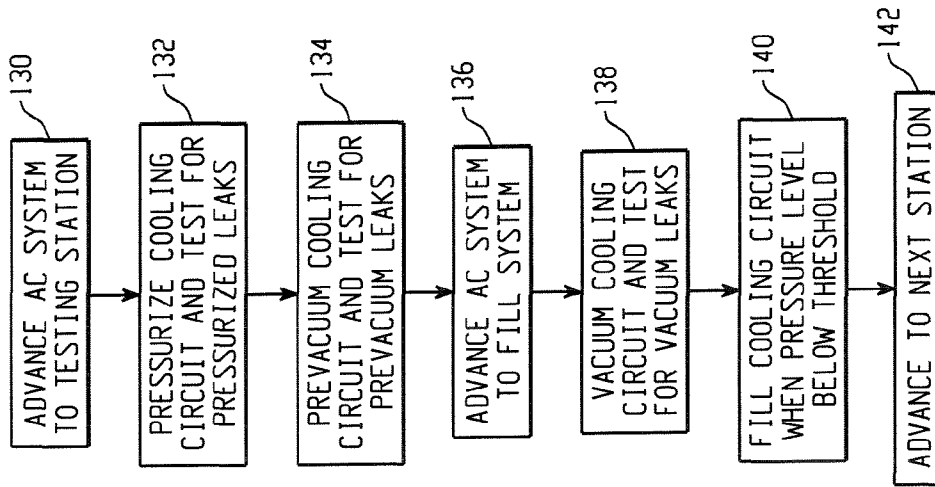 130
ADVANCE AC SYSTEM
TO TESTING STATION
132
PRESSURIZE COOLING
CIRCUIT AND TEST FOR
PRESSURIZED LEAKS
134
PREVACUUM COOLING
CIRCUIT AND TEST FOR
PREVACUUM LEAKS
136
ADVANCE AC SYSTEM
TO FILL SYSTEM
138
VACUUM COOLING
CIRCUIT AND TEST
FOR VACUUM LEAKS
140
FILL COOLING CIRCUIT
WHEN PRESSURE LEVEL
BELOW THRESHOLD
142
ADVANCE TO NEXT STATION